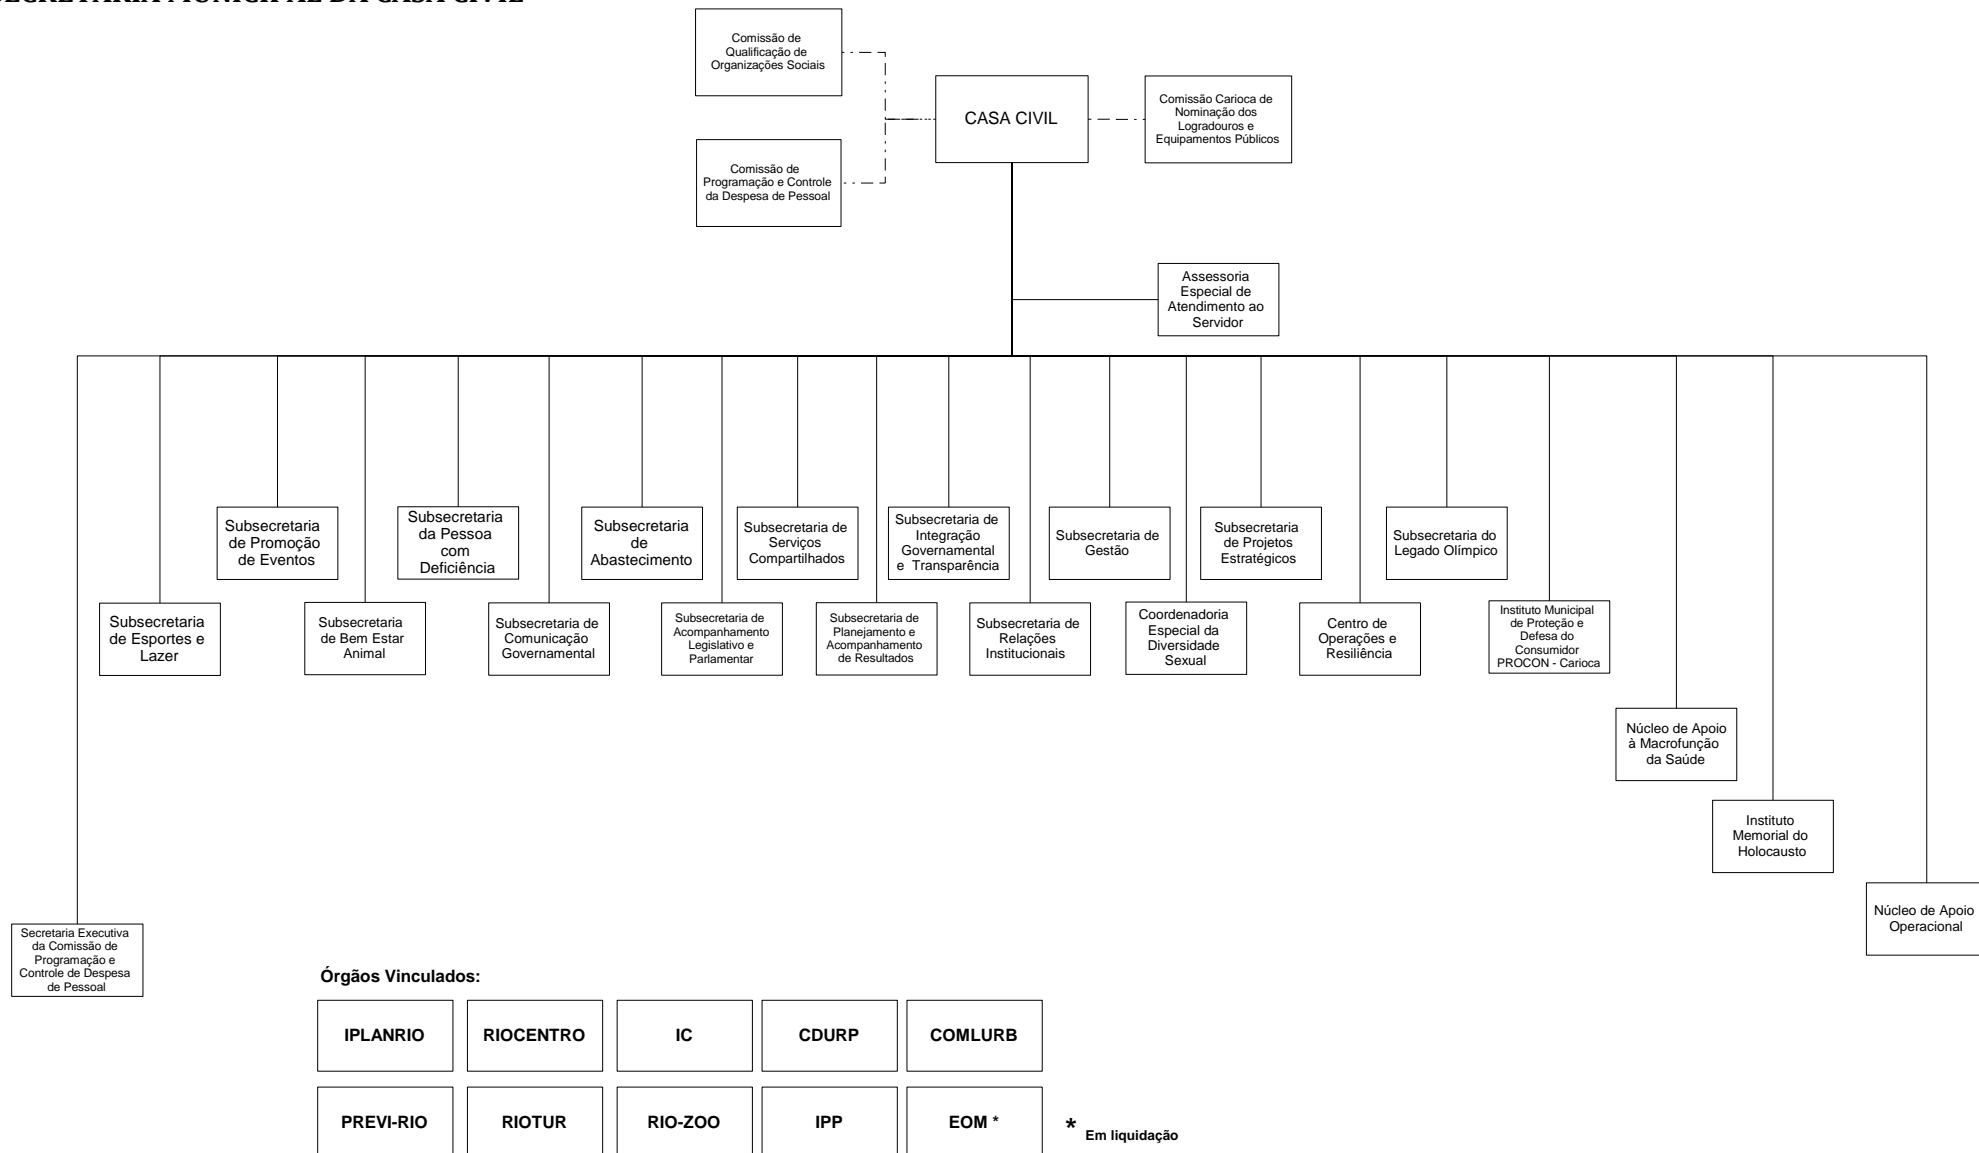 SECRETARIA MUNICIPAL DA CASA CIVIL
Comissão de
Qualificação de
Organizações Sociais
CASA CIVIL
Comissão Carioca de
Nominação dos
Logradouros e
Equipamentos Públicos
Comissão de
Programação e Controle
da Despesa de Pessoal
Assessoria
Especial de
Atendimento ao
Servidor
Subsecretaria
de Promoção
de Eventos
Subsecretaria
da Pessoa
com
Deficiência
Subsecretaria
de
Abastecimento
Subsecretaria de
Serviços
Compartilhados
Subsecretaria de
Integração
Governamental
e Transparência
Subsecretaria de
Gestão
Subsecretaria
de Projetos
Estratégicos
Subsecretaria do
Legado Olímpico
Subsecretaria
de Esportes e
Lazer
Subsecretaria
de Bem Estar
Animal
Subsecretaria de
Comunicação
Governamental
Subsecretaria de
Acompanhamento
Legislativo e
Parlamentar
Subsecretaria de
Planejamento e
Acompanhamento
de Resultados
Subsecretaria de
Relações
Institucionais
Coordenadoria
Especial da
Diversidade
Sexual
Centro de
Operações e
Resiliência
Instituto Municipal
de Proteção e
Defesa do
Consumidor
PROCON - Carioca
Núcleo de Apoio
à Macrofunção
da Saúde
Instituto
Memorial do
Holocausto
Núcleo de Apoio
Operacional
Secretaria Executiva
da Comissão de
Programação e
Controle de Despesa
de Pessoal
Órgãos Vinculados:
IPLANRIO
RIOCENTRO
IC
CDURP
COMLURB
PREVI-RIO
RIOTUR
RIO-ZOO
IPP
EOM *
* Em liquidação